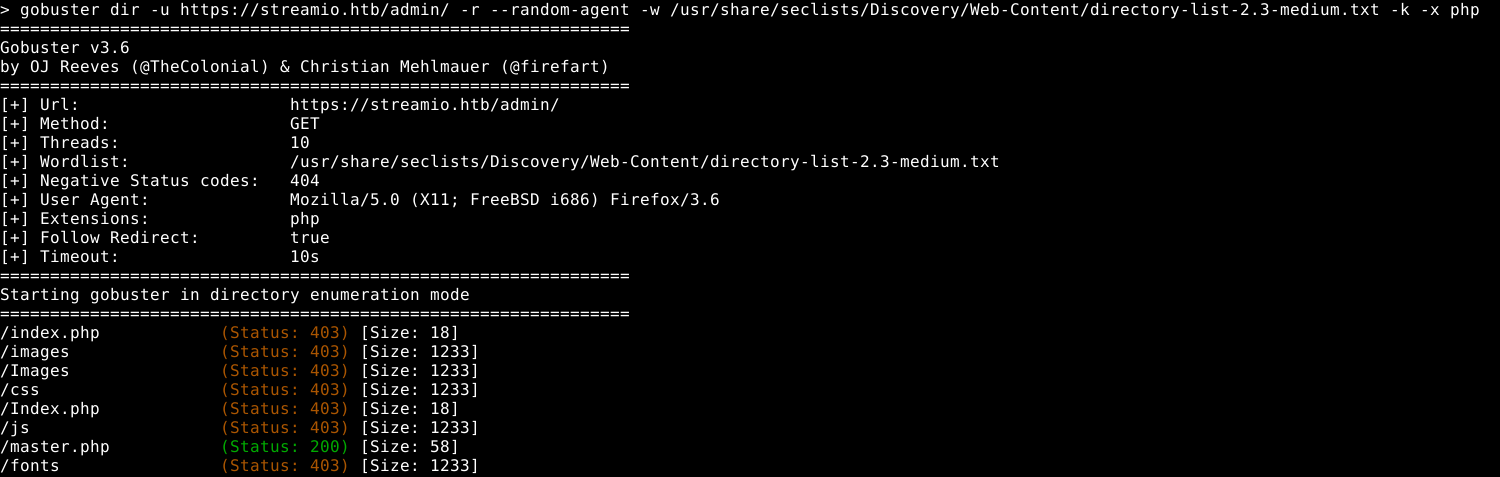 > gobuster dir -u https://streamio.htb/admin/ -r --random-agent -w /usr/share/seclists/Discovery/Web-Content/directory-list-2.3-medium.txt -k -x php
===============================================================
Gobuster v3.6
by OJ Reeves (@TheColonial) & Christian Mehlmauer (@firefart)
===============================================================
[+] Url:                     https://streamio.htb/admin/
[+] Method:                  GET
[+] Threads:                 10
[+] Wordlist:                /usr/share/seclists/Discovery/Web-Content/directory-list-2.3-medium.txt
[+] Negative Status codes:   404
[+] User Agent:              Mozilla/5.0 (X11; FreeBSD i686) Firefox/3.6
[+] Extensions:              php
[+] Follow Redirect:         true
[+] Timeout:                 10s
===============================================================
Starting gobuster in directory enumeration mode
===============================================================
/index.php            (Status: 403) [Size: 18]
/images               (Status: 403) [Size: 1233]
/Images               (Status: 403) [Size: 1233]
/css                  (Status: 403) [Size: 1233]
/Index.php            (Status: 403) [Size: 18]
/js                   (Status: 403) [Size: 1233]
/master.php           (Status: 200) [Size: 58]
/fonts                (Status: 403) [Size: 1233]